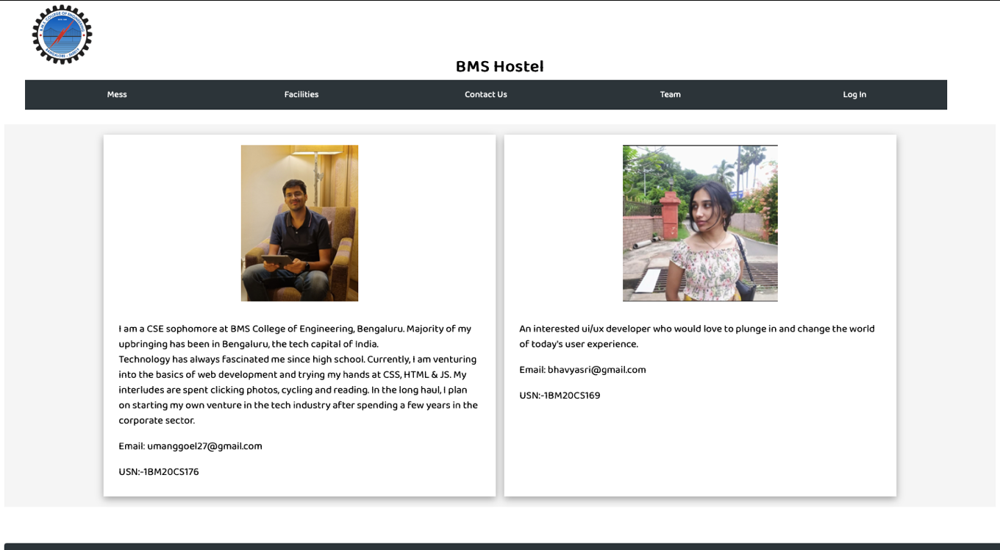 B.M.S. COLLEGE OF ENGINEERING
BMS Hostel
Mess Facilities Contact Us Team Log In
I am a CSE sophomore at BMS College of Engineering, Bengaluru. Majority of my
upbringing has been in Bengaluru, the tech capital of India.
Technology has always fascinated me since high school. Currently, I am venturing
into the basics of web development and trying my hands at CSS, HTML & JS. My
interludes are spent clicking photos, cycling and reading. In the long haul, I plan
on starting my own venture in the tech industry after spending a few years in the
corporate sector.
Email: umanggoel27@gmail.com
USN:-1BM20CS176
An interested ui/ux developer who would love to plunge in and change the world
of today's user experience.
Email: bhavyasri@gmail.com
USN:-1BM20CS169